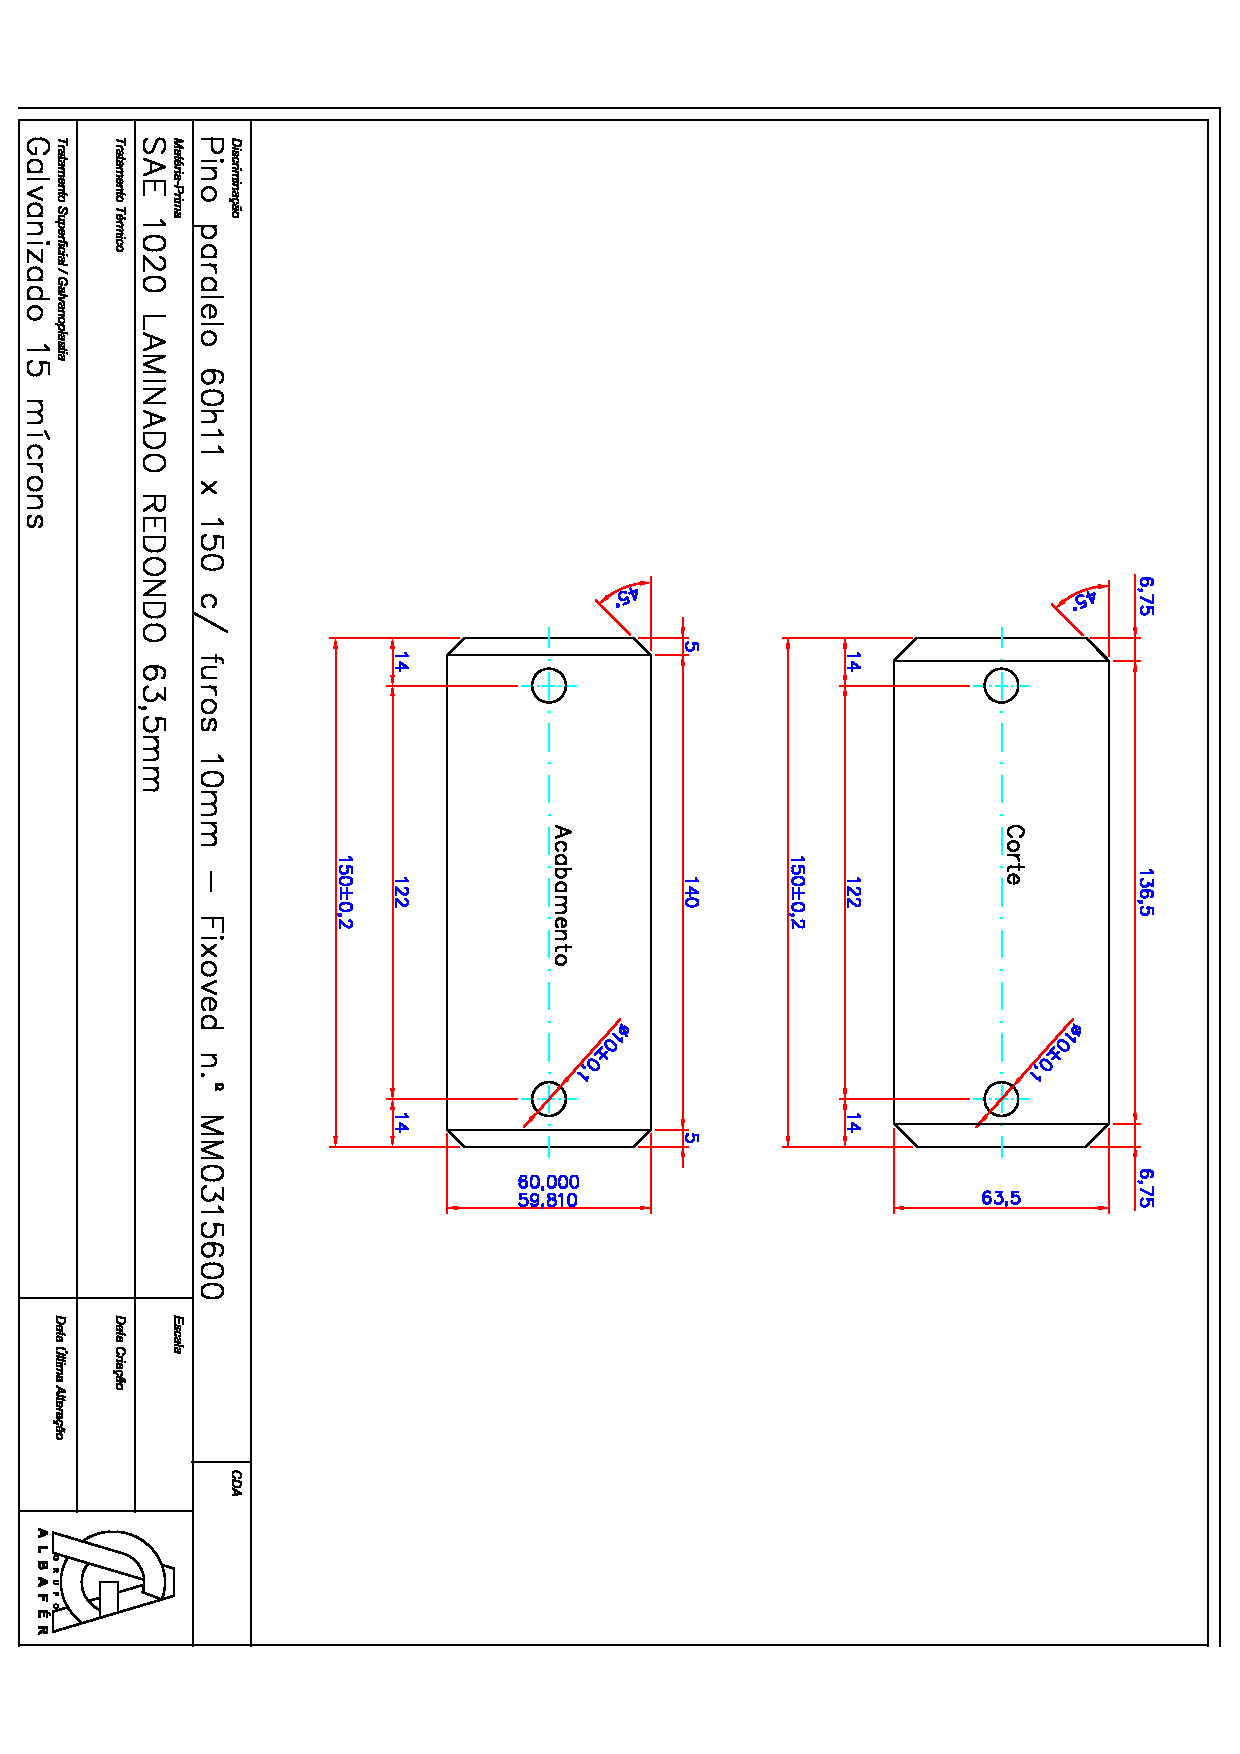 6,75
136,5
6,75
45°
Corte
ø10±0,1
63,5
14
122
14
150±0,2
5
140
5
45°
Acabamento
ø10±0,1
60,000
59,810
14
122
14
150±0,2
Discriminação
Pino paralelo 60h11 x 150 c/ furos 10mm – Fixoved n.º MM0315600
CDA
Matéria-Prima
SAE 1020 LAMINADO REDONDO 63,5mm
Escala
Tratamento Térmico
Data Criação
Tratamento Superficial / Galvanoplastia
Galvanizado 15 mícrons
Data Última Alteração
GRUPO
ALBAFÉR